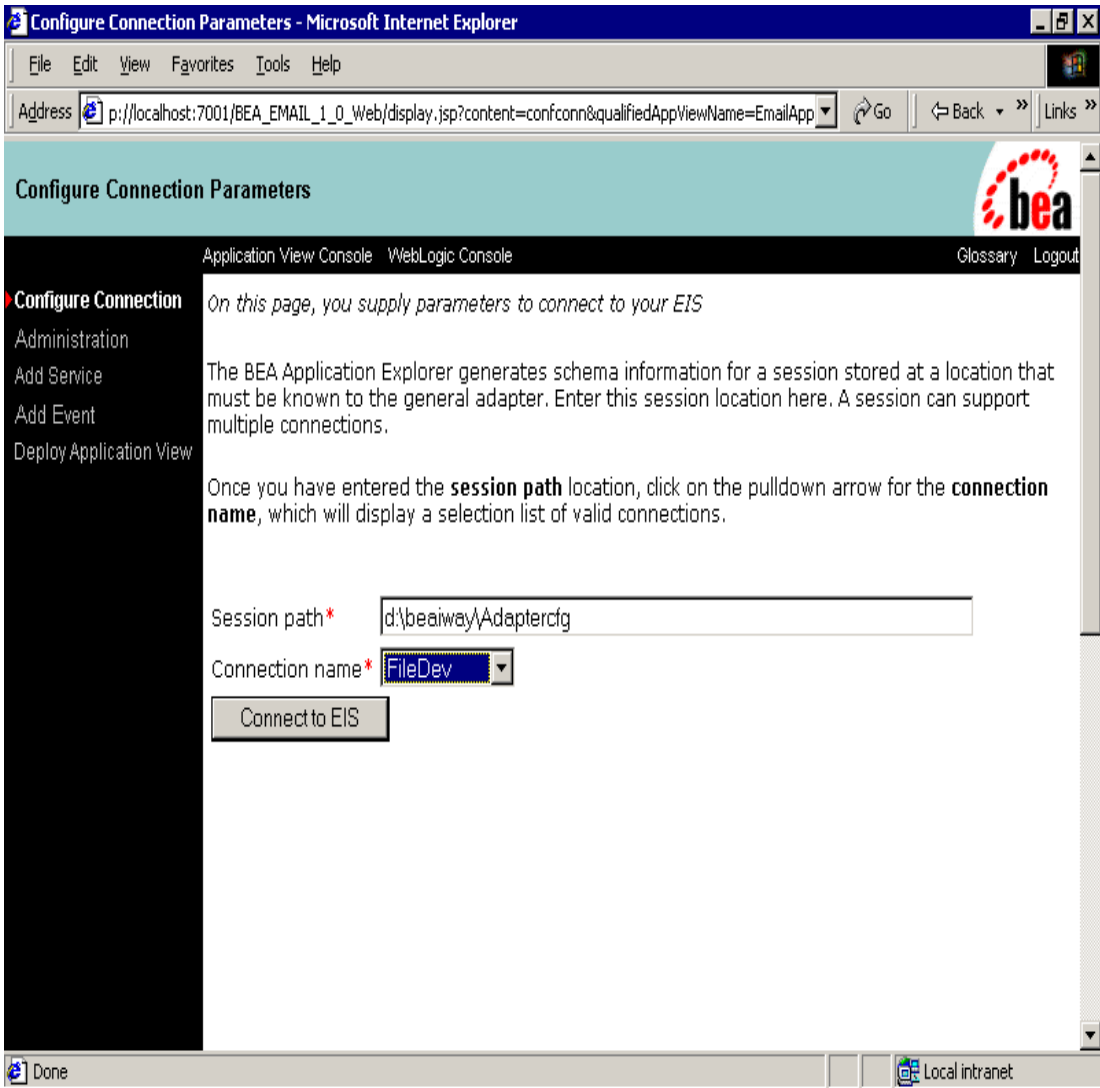 Configure Connection Parameters - Microsoft Internet Explorer
File Edit View Favorites Tools Help
Address p://localhost:7001/BEA_EMAIL_1_0_Web/display.jsp?content=confconn&qualifiedAppViewName=EmailApp Go Back » Links »
Configure Connection Parameters
bea
Application View Console WebLogic Console Glossary Logout
Configure Connection
Administration
Add Service
Add Event
Deploy Application View
On this page, you supply parameters to connect to your EIS
The BEA Application Explorer generates schema information for a session stored at a location that
must be known to the general adapter. Enter this session location here. A session can support
multiple connections.
Once you have entered the session path location, click on the pulldown arrow for the connection
name, which will display a selection list of valid connections.
Session path* d:\beaiway\Adaptercfg
Connection name* FileDev
Connect to EIS
Done Local intranet